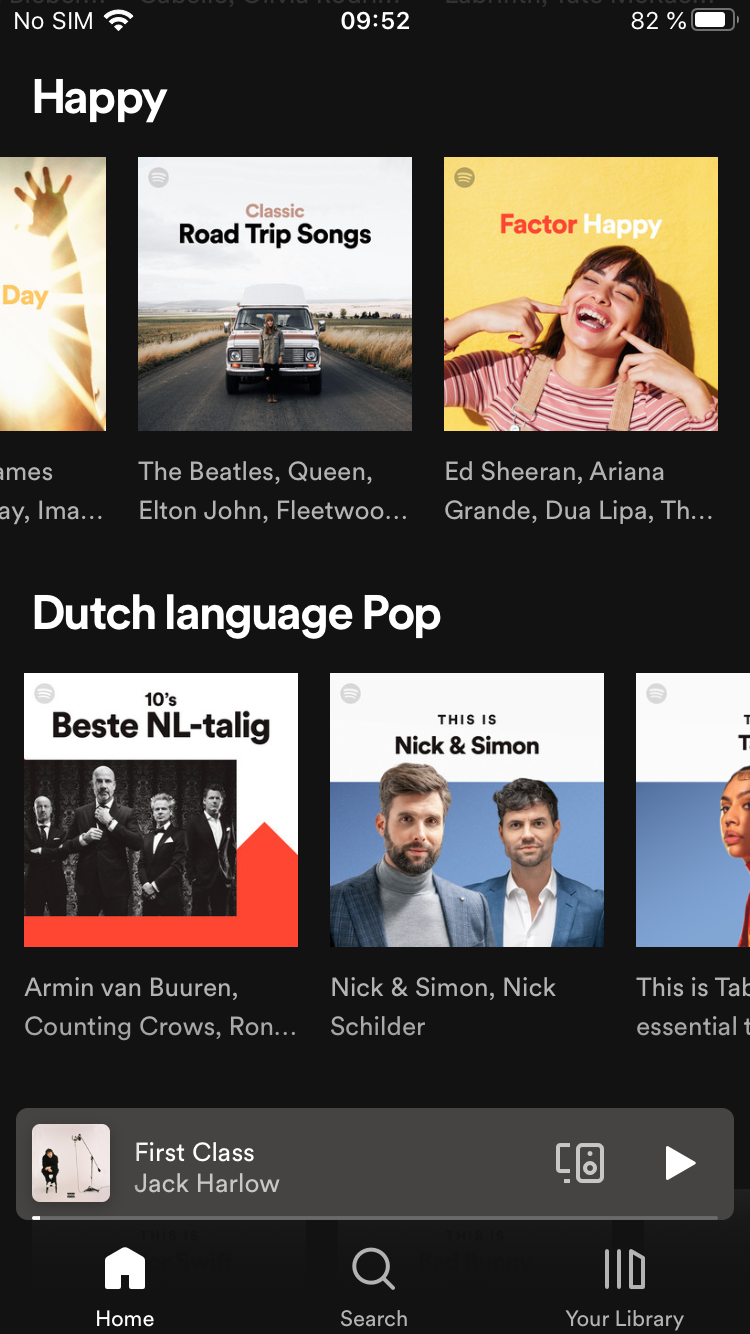 No SIM 09:52 82 %
Happy
Day
Classic
Road Trip Songs
Factor Happy
ames
ay, Ima...
The Beatles, Queen,
Elton John, Fleetwoo...
Ed Sheeran, Ariana
Grande, Dua Lipa, Th...
Dutch language Pop
10's
Beste NL-talig
THIS IS
Nick & Simon
T
Ta
Armin van Buuren,
Counting Crows, Ron...
Nick & Simon, Nick
Schilder
This is Tab
essential t
First Class
Jack Harlow
Home
Search
Your Library